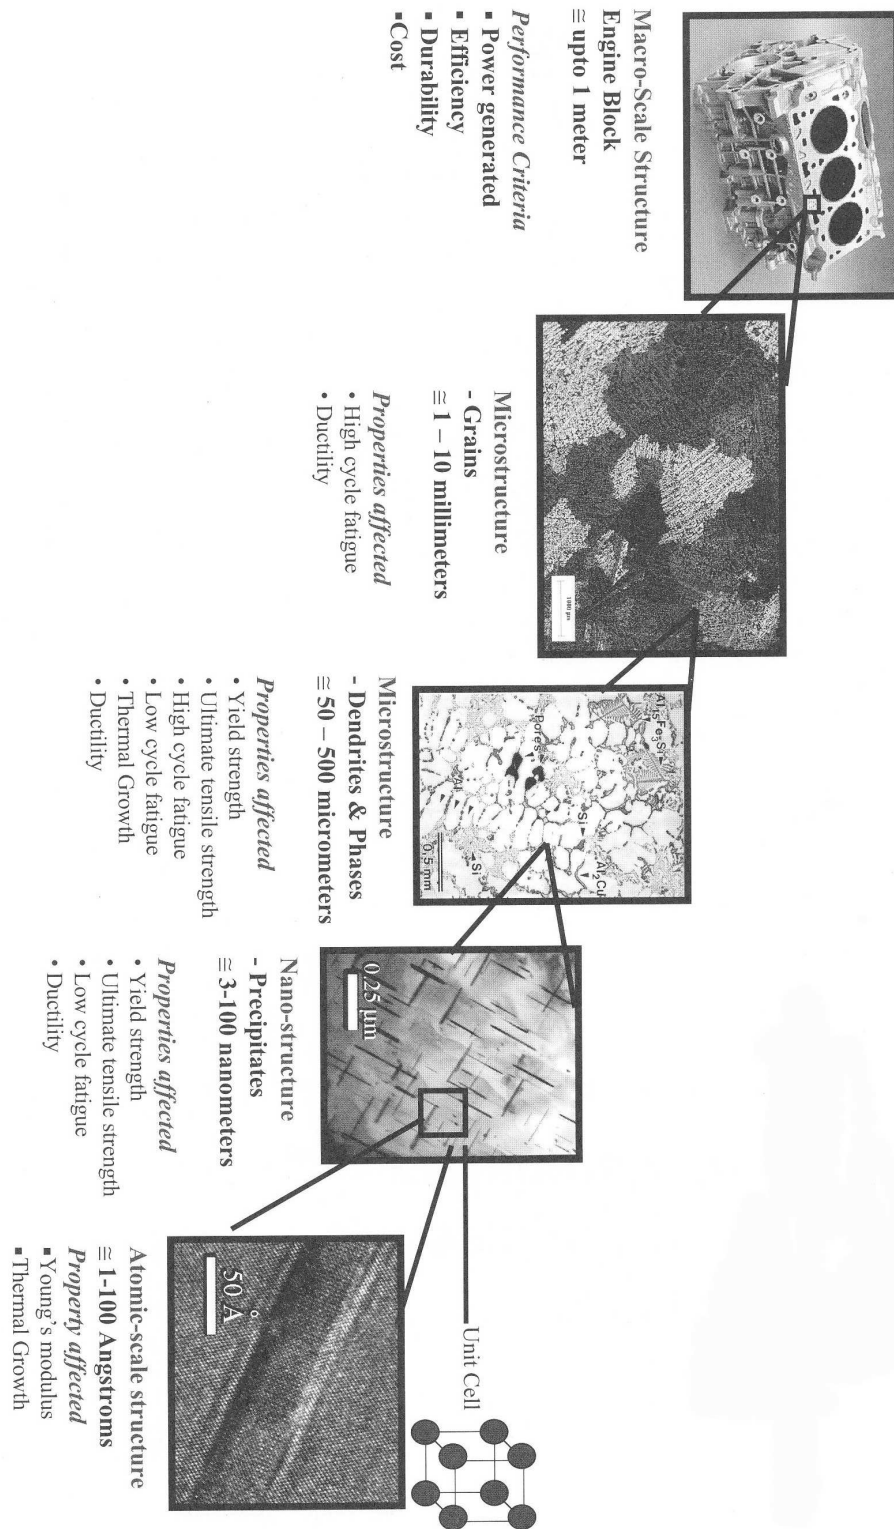 Macro-Scale Structure
Engine Block
≅ upto 1 meter
Performance Criteria
▪ Power generated
▪ Efficiency
▪ Durability
▪Cost
1000 µm
Microstructure
- Grains
≅ 1 – 10 millimeters
Properties affected
• High cycle fatigue
• Ductility
Al15Fe3Si
Pores
Si
Al2Cu
Al
Si
0,5 mm
Microstructure
- Dendrites & Phases
≅ 50 – 500 micrometers
Properties affected
• Yield strength
• Ultimate tensile strength
• High cycle fatigue
• Low cycle fatigue
• Thermal Growth
• Ductility
0.25 µm
Nano-structure
- Precipitates
≅ 3-100 nanometers
Properties affected
• Yield strength
• Ultimate tensile strength
• Low cycle fatigue
• Ductility
Unit Cell
50 Å
Atomic-scale structure
≅ 1-100 Angstroms
Property affected
▪ Young's modulus
▪ Thermal Growth